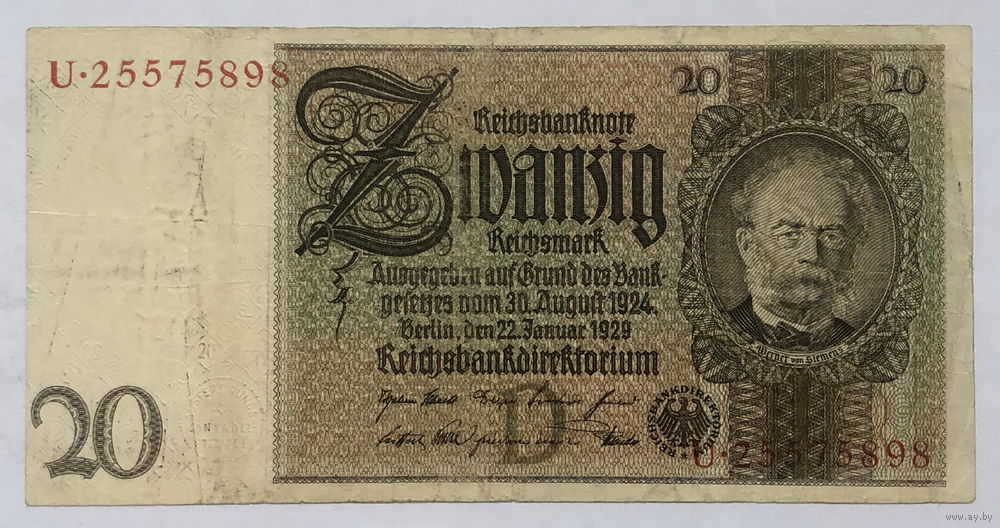 U·25575898
20
20
Reichsbanknote
Zwanzig
Reichsmark
Ausgegeben auf Grund des Bank-
gesetzes vom 30. August 1924.
Berlin, den 22. Januar 1929
Reichsbankdirektorium
Werner von Siemens
D
REICHSBANKDIREKTORIUM
U·25575898
20
www.ay.by